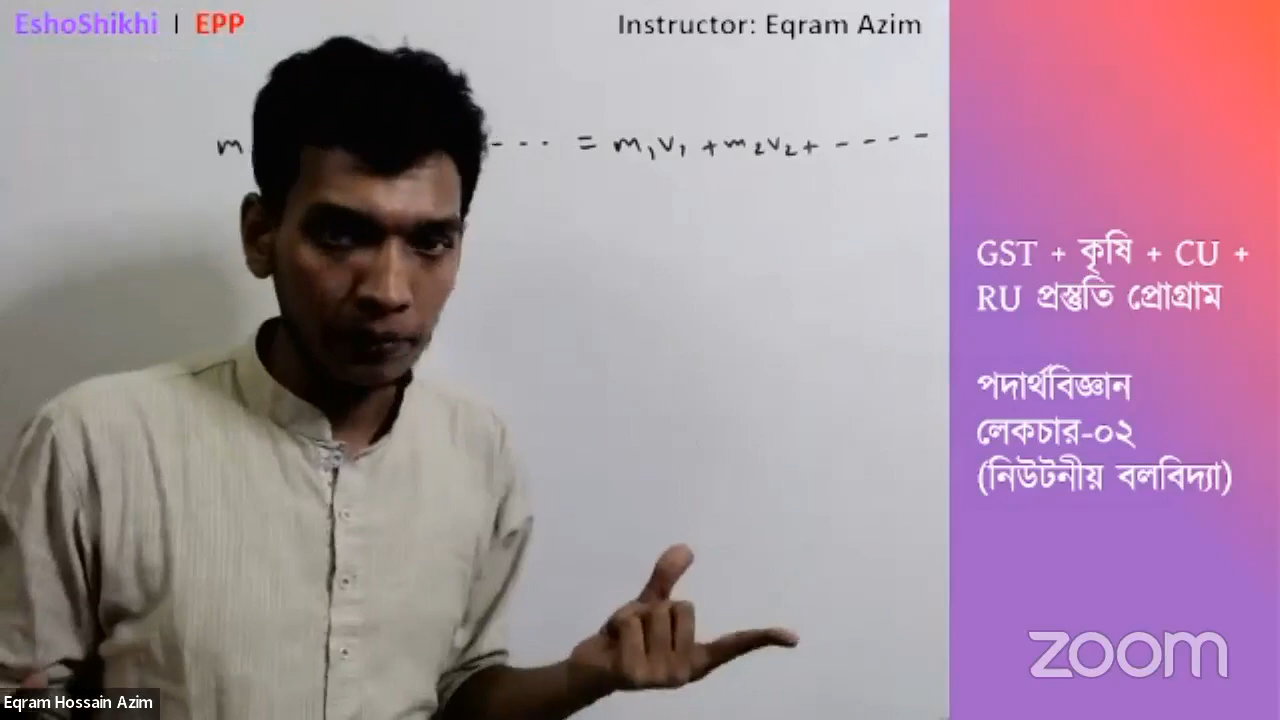 EshoShikhi | EPP
Instructor: Eqram Azim
m --- = m₁v₁ + m₂v₂ + ----
GST + কৃষি + CU +
RU প্রস্তুতি প্রোগ্রাম
পদার্থবিজ্ঞান
লেকচার-০২
(নিউটনীয় বলবিদ্যা)
zoom
Eqram Hossain Azim